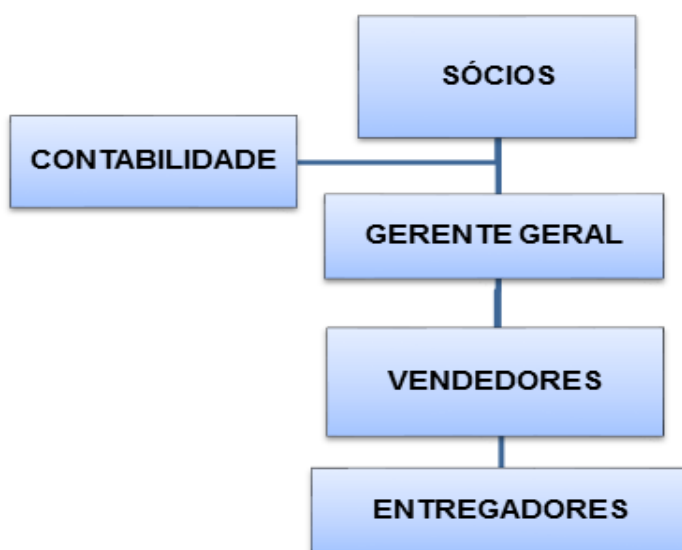 SÓCIOS
CONTABILIDADE
GERENTE GERAL
VENDEDORES
ENTREGADORES